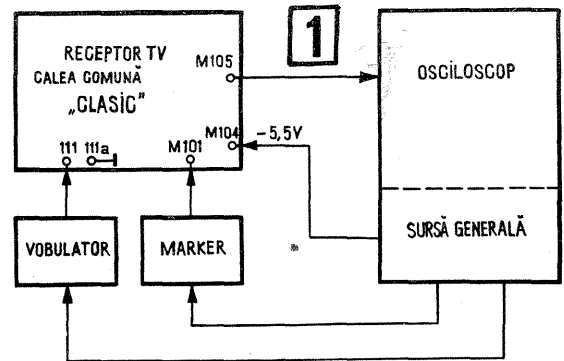 1
RECEPTOR TV
CALEA COMUNĂ
„CLASIC”
M105
M104
-5,5V
111 111a
M101
OSCILOSCOP
SURSĂ GENERALĂ
VOBULATOR
MARKER